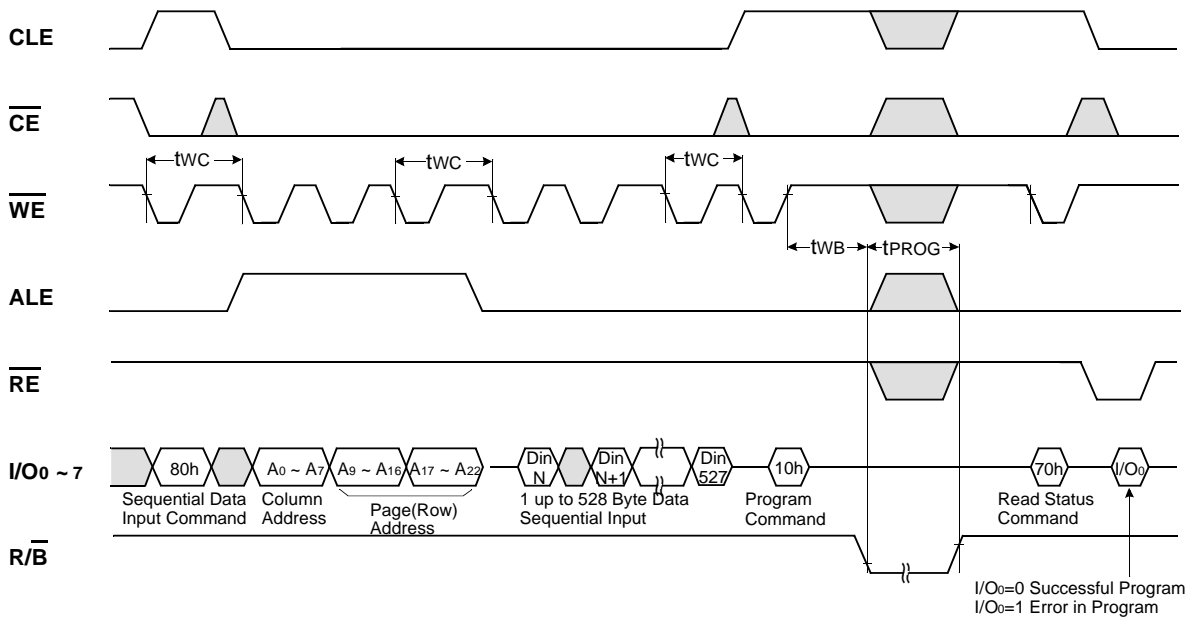 CLE
CE
tWC
tWC
tWC
WE
tWB
tPROG
ALE
RE
I/O0 ~ 7
80h
A0 ~ A7
A9 ~ A16
A17 ~ A22
Din
N
Din
N+1
Din
527
10h
70h
I/O0
Sequential Data
Input Command
Column
Address
Page(Row)
Address
1 up to 528 Byte Data
Sequential Input
Program
Command
Read Status
Command
R/B
I/O0=0 Successful Program
I/O0=1 Error in Program